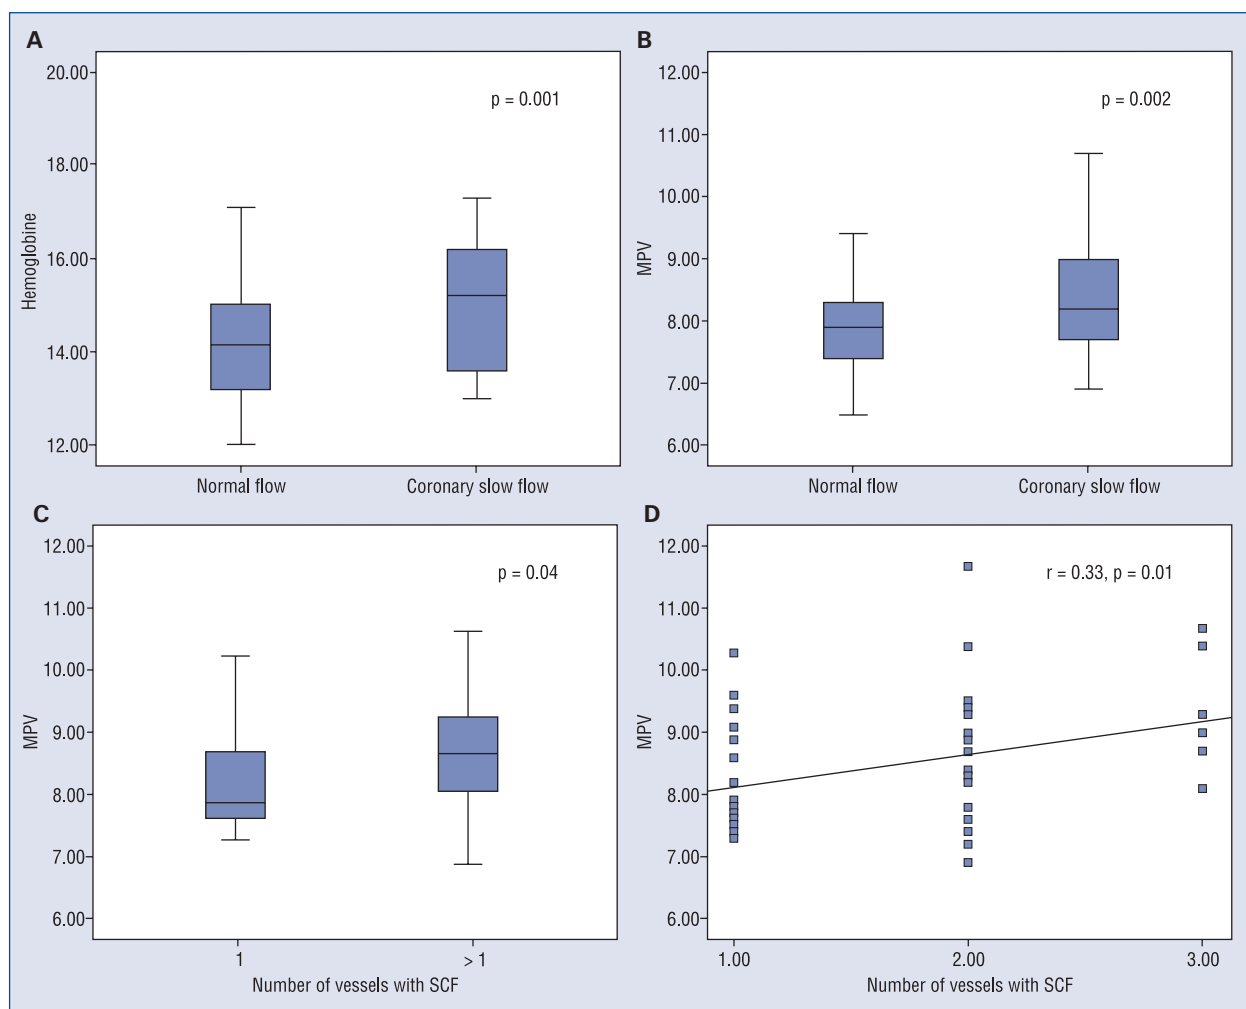 A
20.00
18.00
16.00
14.00
12.00
Hemoglobine
p = 0.001
Normal flow
Coronary slow flow
B
12.00
11.00
10.00
9.00
8.00
7.00
6.00
MPV
p = 0.002
Normal flow
Coronary slow flow
C
12.00
11.00
10.00
9.00
8.00
7.00
6.00
MPV
p = 0.04
1
> 1
Number of vessels with SCF
D
12.00
11.00
10.00
9.00
8.00
7.00
6.00
MPV
r = 0.33, p = 0.01
1.00
2.00
3.00
Number of vessels with SCF